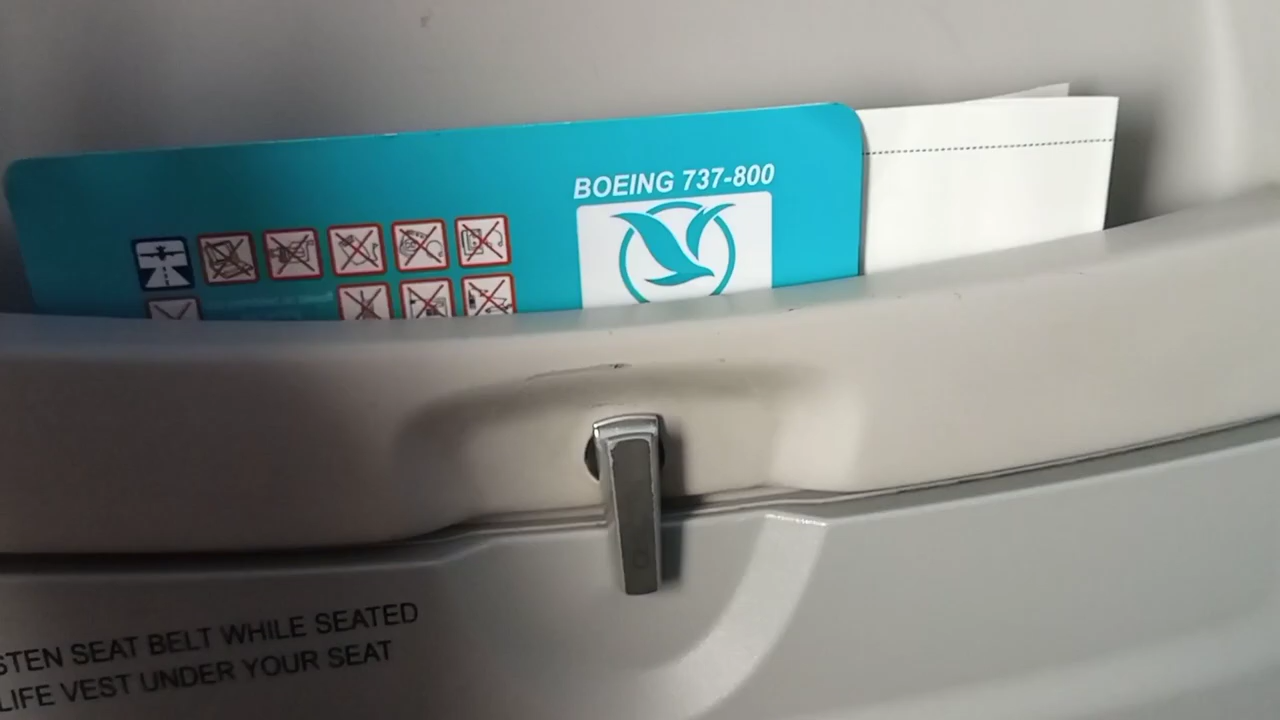 BOEING 737-800
STEN SEAT BELT WHILE SEATED
LIFE VEST UNDER YOUR SEAT